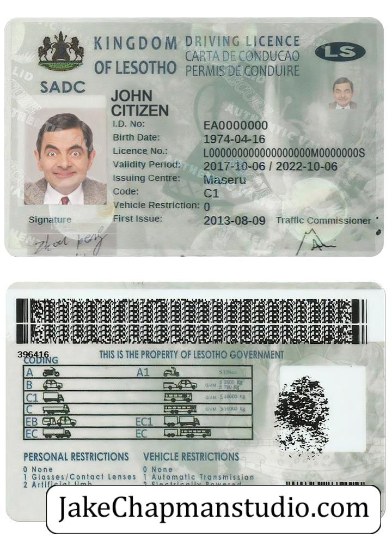 KINGDOM OF LESOTHO
DRIVING LICENCE
CARTA DE CONDUCAO
PERMIS DE CONDUIRE
LS
SADC
JOHN
CITIZEN
I.D. No: EA0000000
Birth Date: 1974-04-16
Licence No.:
Validity Period: 2017-10-06 / 2022-10-06
Issuing Centre: Maseru
Code: C1
Vehicle Restriction: 0
First Issue: 2013-08-09
Signature
Traffic Commissioner
396416
THIS IS THE PROPERTY OF LESOTHO GOVERNMENT
CODING
A A1
B
C1
C
EB EC1
EC
PERSONAL RESTRICTIONS
0 None
1 Glasses/Contact Lenses
2 Artificial limb
VEHICLE RESTRICTIONS
0 None
1 Automatic Transmission
2 Electrically Powered
JakeChapmanstudio.com